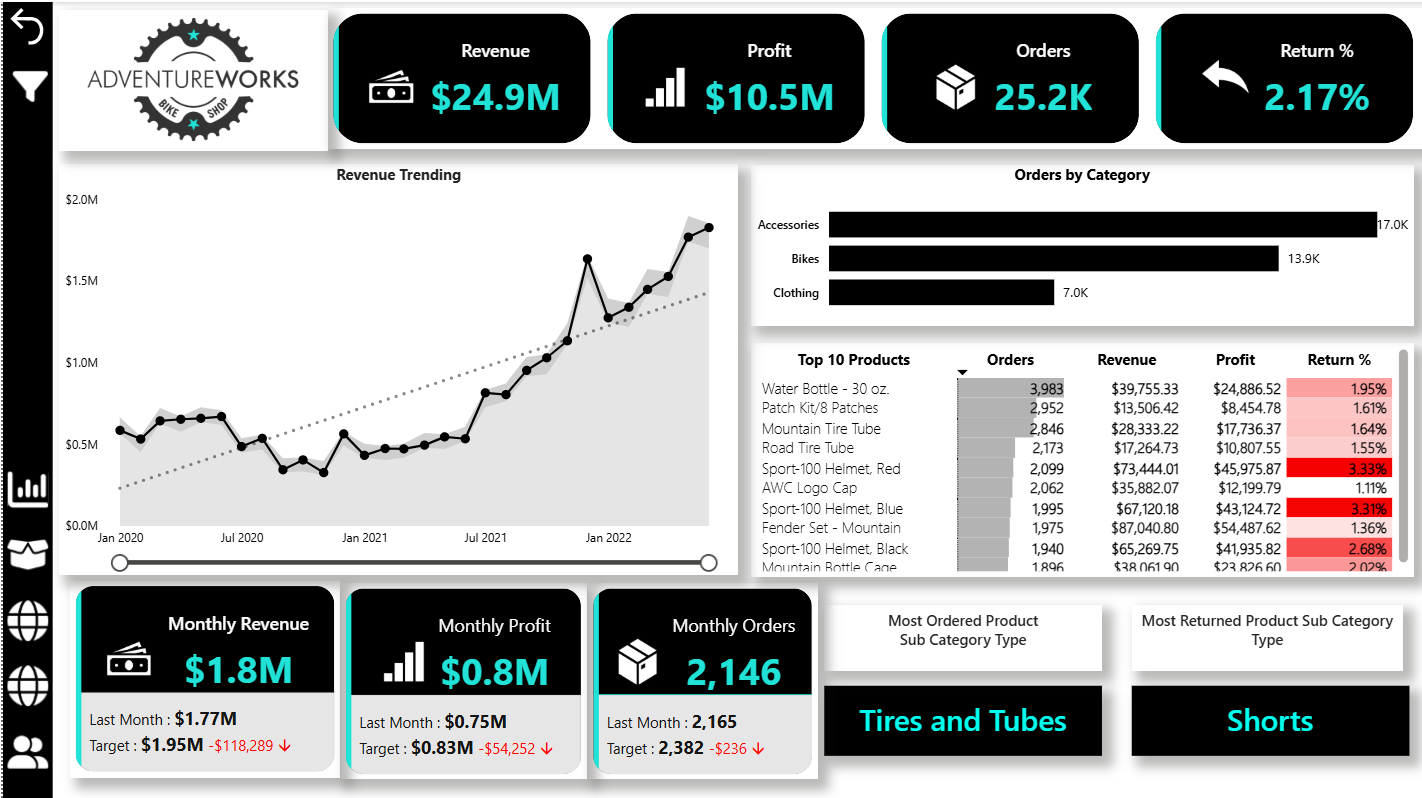 ADVENTUREWORKS
BIKE SHOP
Revenue
$24.9M
Profit
$10.5M
Orders
25.2K
Return %
2.17%
Revenue Trending
$2.0M
$1.5M
$1.0M
$0.5M
$0.0M
Jan 2020 Jul 2020 Jan 2021 Jul 2021 Jan 2022
Orders by Category
Accessories 17.0K
Bikes 13.9K
Clothing 7.0K
Top 10 Products Orders Revenue Profit Return %
Water Bottle - 30 oz. 3,983 $39,755.33 $24,886.52 1.95%
Patch Kit/8 Patches 2,952 $13,506.42 $8,454.78 1.61%
Mountain Tire Tube 2,846 $28,333.22 $17,736.37 1.64%
Road Tire Tube 2,173 $17,264.73 $10,807.55 1.55%
Sport-100 Helmet, Red 2,099 $73,444.01 $45,975.87 3.33%
AWC Logo Cap 2,062 $35,882.07 $12,199.79 1.11%
Sport-100 Helmet, Blue 1,995 $67,120.18 $43,124.72 3.31%
Fender Set - Mountain 1,975 $87,040.80 $54,487.62 1.36%
Sport-100 Helmet, Black 1,940 $65,269.75 $41,935.82 2.68%
Mountain Bottle Cage 1,896 $38,061.90 $23,826.60 2.02%
Monthly Revenue
$1.8M
Last Month : $1.77M
Target : $1.95M -$118,289 ↓
Monthly Profit
$0.8M
Last Month : $0.75M
Target : $0.83M -$54,252 ↓
Monthly Orders
2,146
Last Month : 2,165
Target : 2,382 -$236 ↓
Most Ordered Product
Sub Category Type
Tires and Tubes
Most Returned Product Sub Category
Type
Shorts